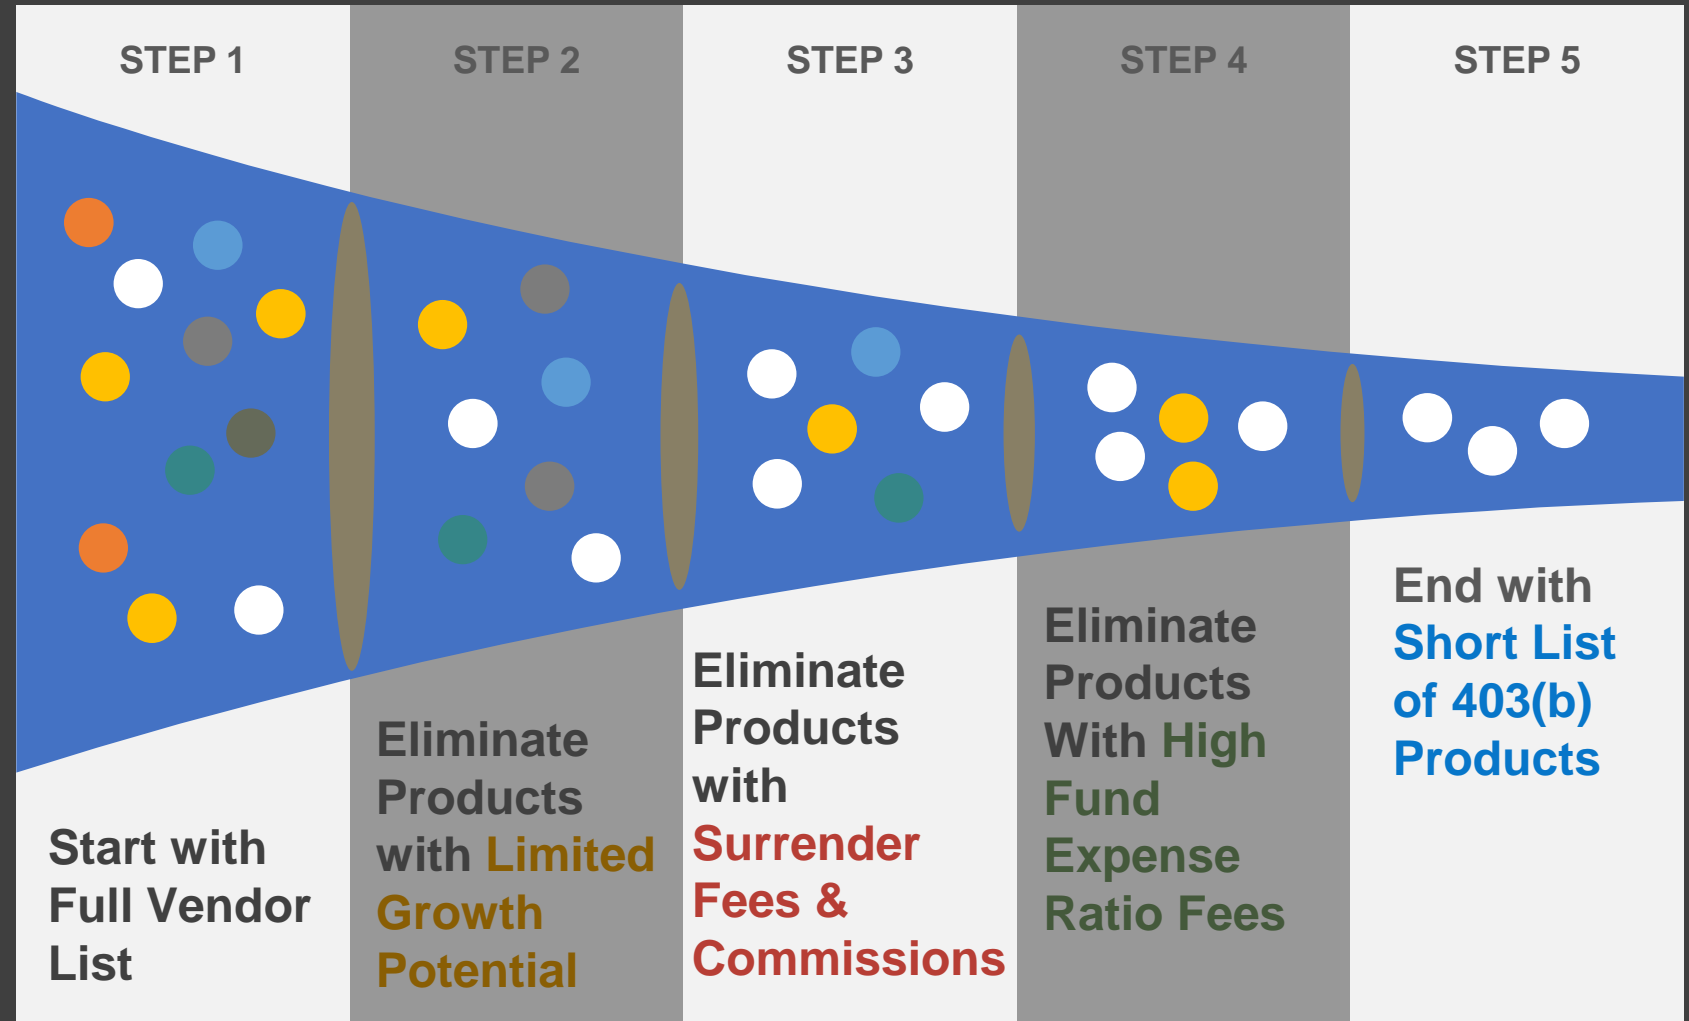 STEP 1
STEP 2
STEP 3
STEP 4
STEP 5
Start with
Full Vendor
List
Eliminate
Products
with Limited
Growth
Potential
Eliminate
Products
with
Surrender
Fees &
Commissions
Eliminate
Products
With High
Fund
Expense
Ratio Fees
End with
Short List
of 403(b)
Products